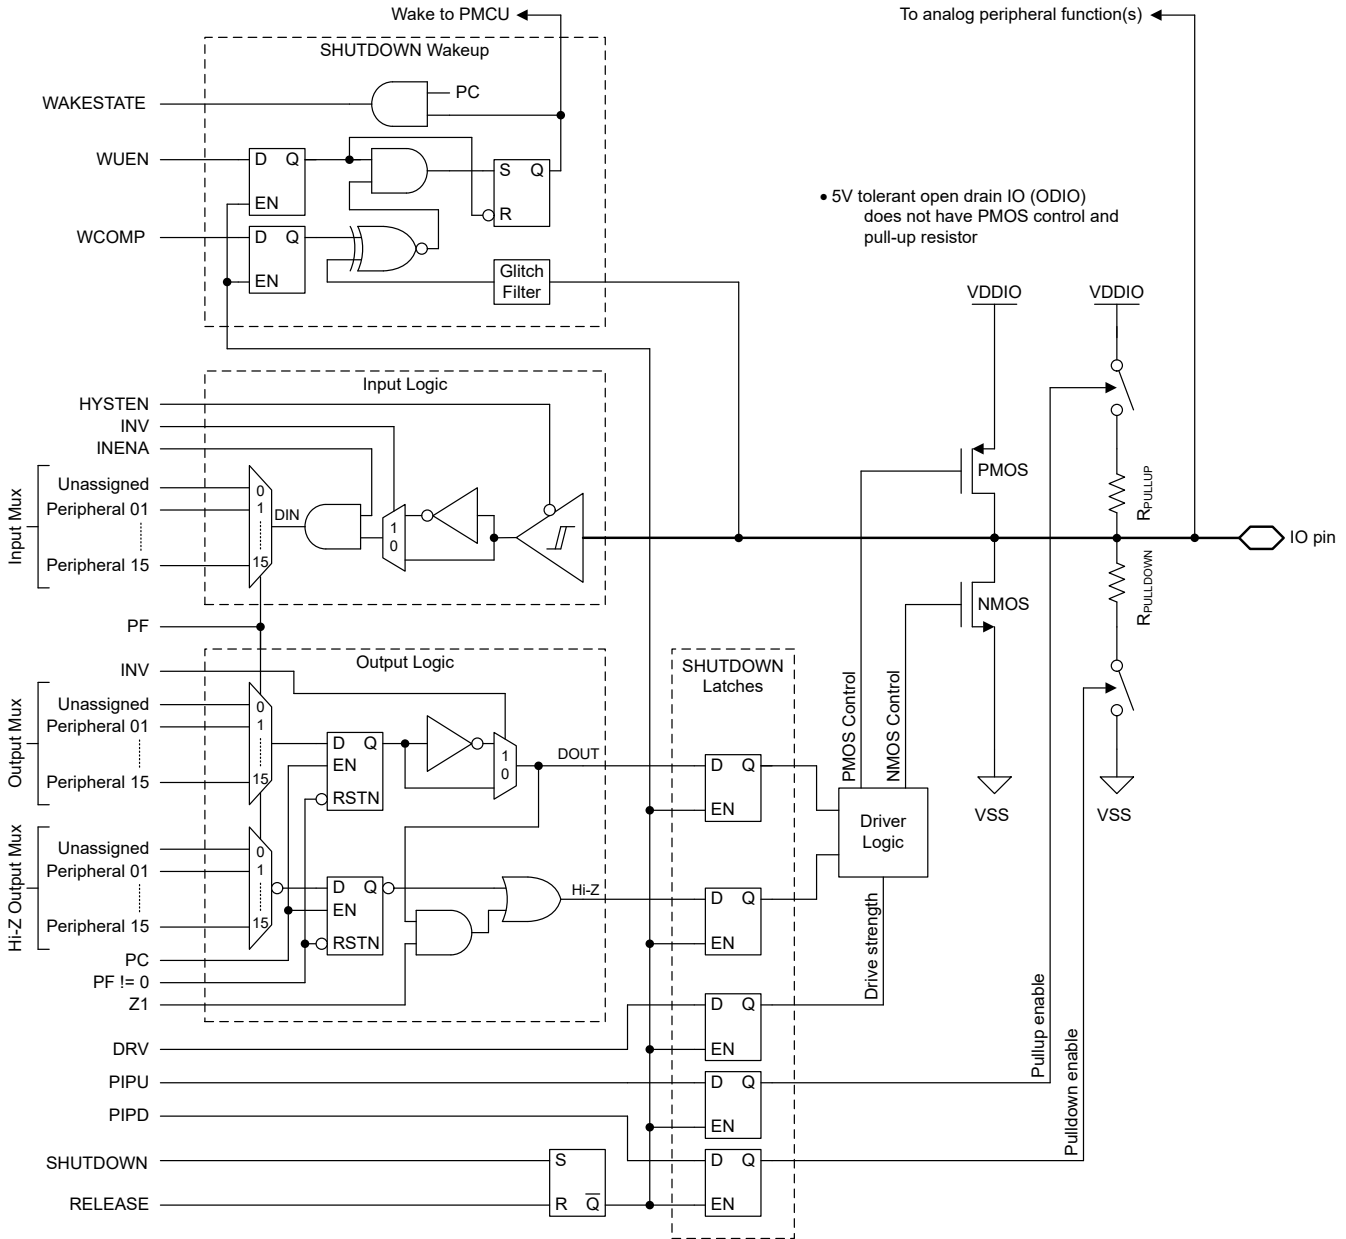 Wake to PMCU
To analog peripheral function(s)
SHUTDOWN Wakeup
WAKESTATE
PC
WUEN
D Q
EN
S Q
R
WCOMP
D Q
EN
Glitch
Filter
• 5V tolerant open drain IO (ODIO)
does not have PMOS control and
pull-up resistor
VDDIO
VDDIO
Input Logic
HYSTEN
INV
INENA
Input Mux
Unassigned
Peripheral 01
Peripheral 15
0
1
15
DIN
1
0
PMOS
RPULLUP
IO pin
RPULLDOWN
NMOS
PF
Output Logic
INV
Output Mux
Unassigned
Peripheral 01
Peripheral 15
0
1
15
D Q
EN
RSTN
1
0
DOUT
SHUTDOWN
Latches
D Q
EN
PMOS Control
NMOS Control
Driver
Logic
VSS
VSS
Hi-Z Output Mux
Unassigned
Peripheral 01
Peripheral 15
0
1
15
D Q
EN
RSTN
Hi-Z
D Q
EN
Drive strength
PC
PF != 0
Z1
DRV
D Q
EN
PIPU
D Q
EN
Pullup enable
PIPD
D Q
EN
Pulldown enable
SHUTDOWN
RELEASE
S
R Q̅